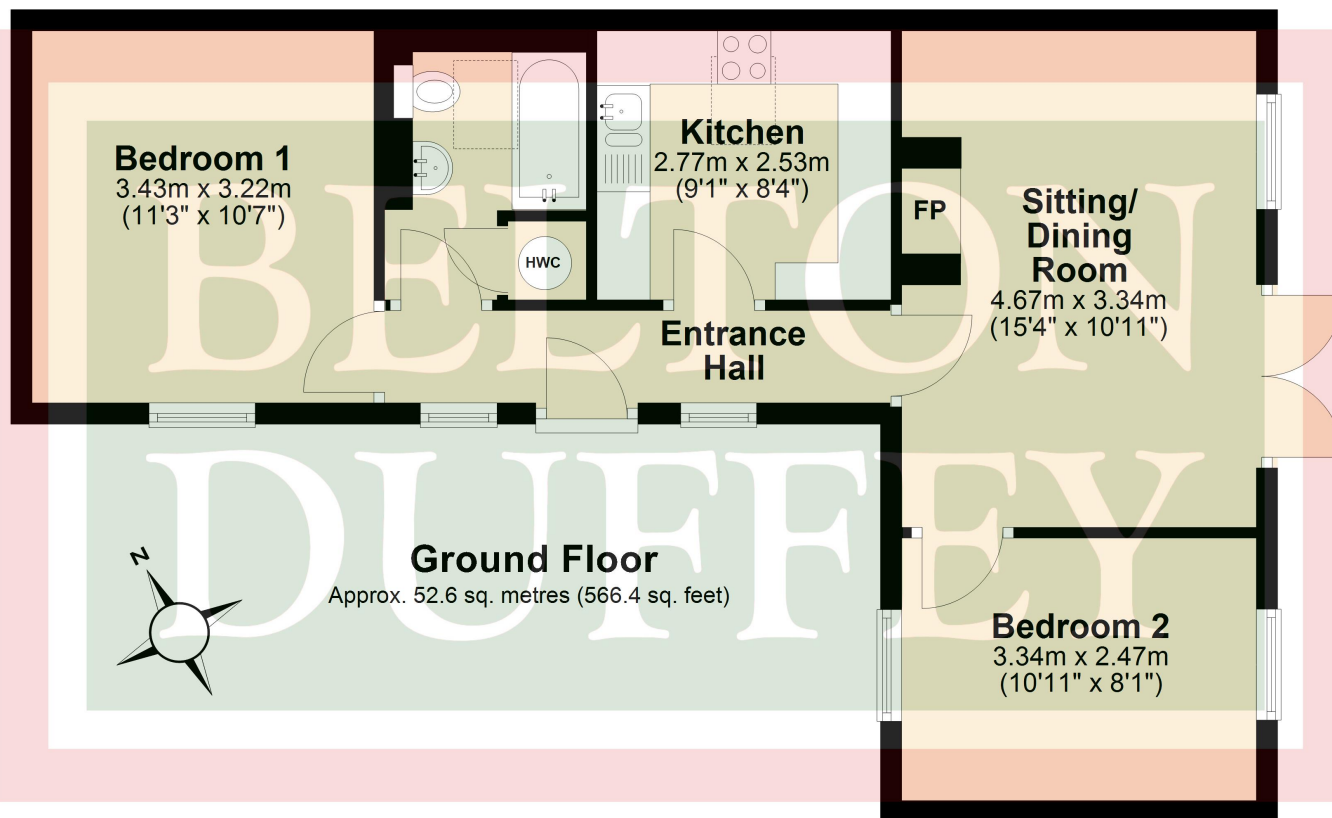 Bedroom 1
3.43m x 3.22m
(11'3" x 10'7")
Kitchen
2.77m x 2.53m
(9'1" x 8'4")
FP
Sitting/
Dining
Room
4.67m x 3.34m
(15'4" x 10'11")
HWC
Entrance
Hall
BELTON
DUFFEY
N
Ground Floor
Approx. 52.6 sq. metres (566.4 sq. feet)
Bedroom 2
3.34m x 2.47m
(10'11" x 8'1")